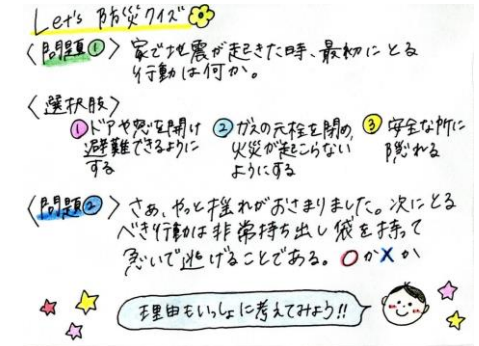 Let's 防災クイズ
〈問題①〉家で地震が起きた時、最初にとる
行動は何か。
〈選択肢〉
①ドアや窓を開け
避難できるように
する
②ガスの元栓を閉め、
火災が起こらない
ようにする
③安全な所に
隠れる
〈問題②〉さあ、やっと揺れがおさまりました。次にとる
べき行動は非常持ち出し袋を持って
急いで逃げることである。○か×か
理由もいっしょに考えてみよう!!